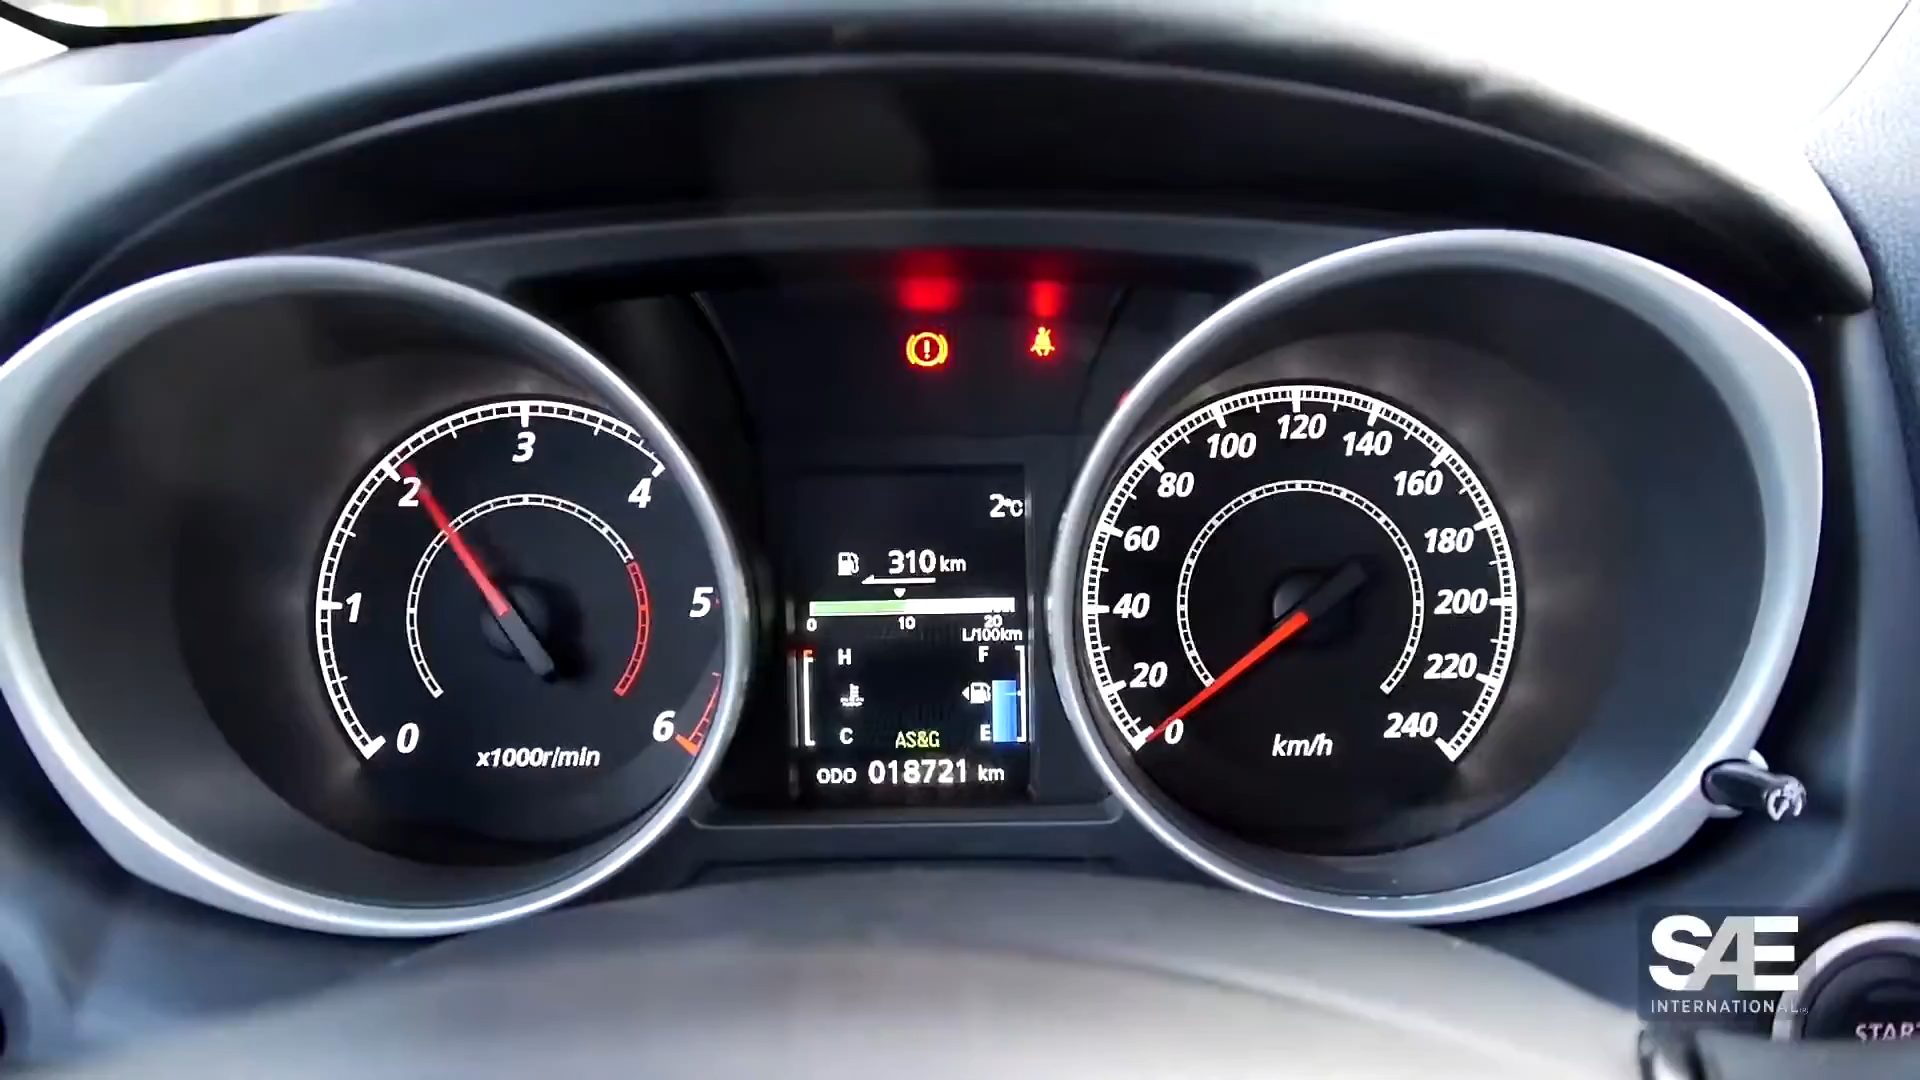 2°C
310 km
0 10 20
L/100km
H F
C E
AS&G
ODO 018721 km
0 1 2 3 4 5 6
x1000r/min
0 20 40 60 80 100 120 140 160 180 200 220 240
km/h
SAE
INTERNATIONAL
START